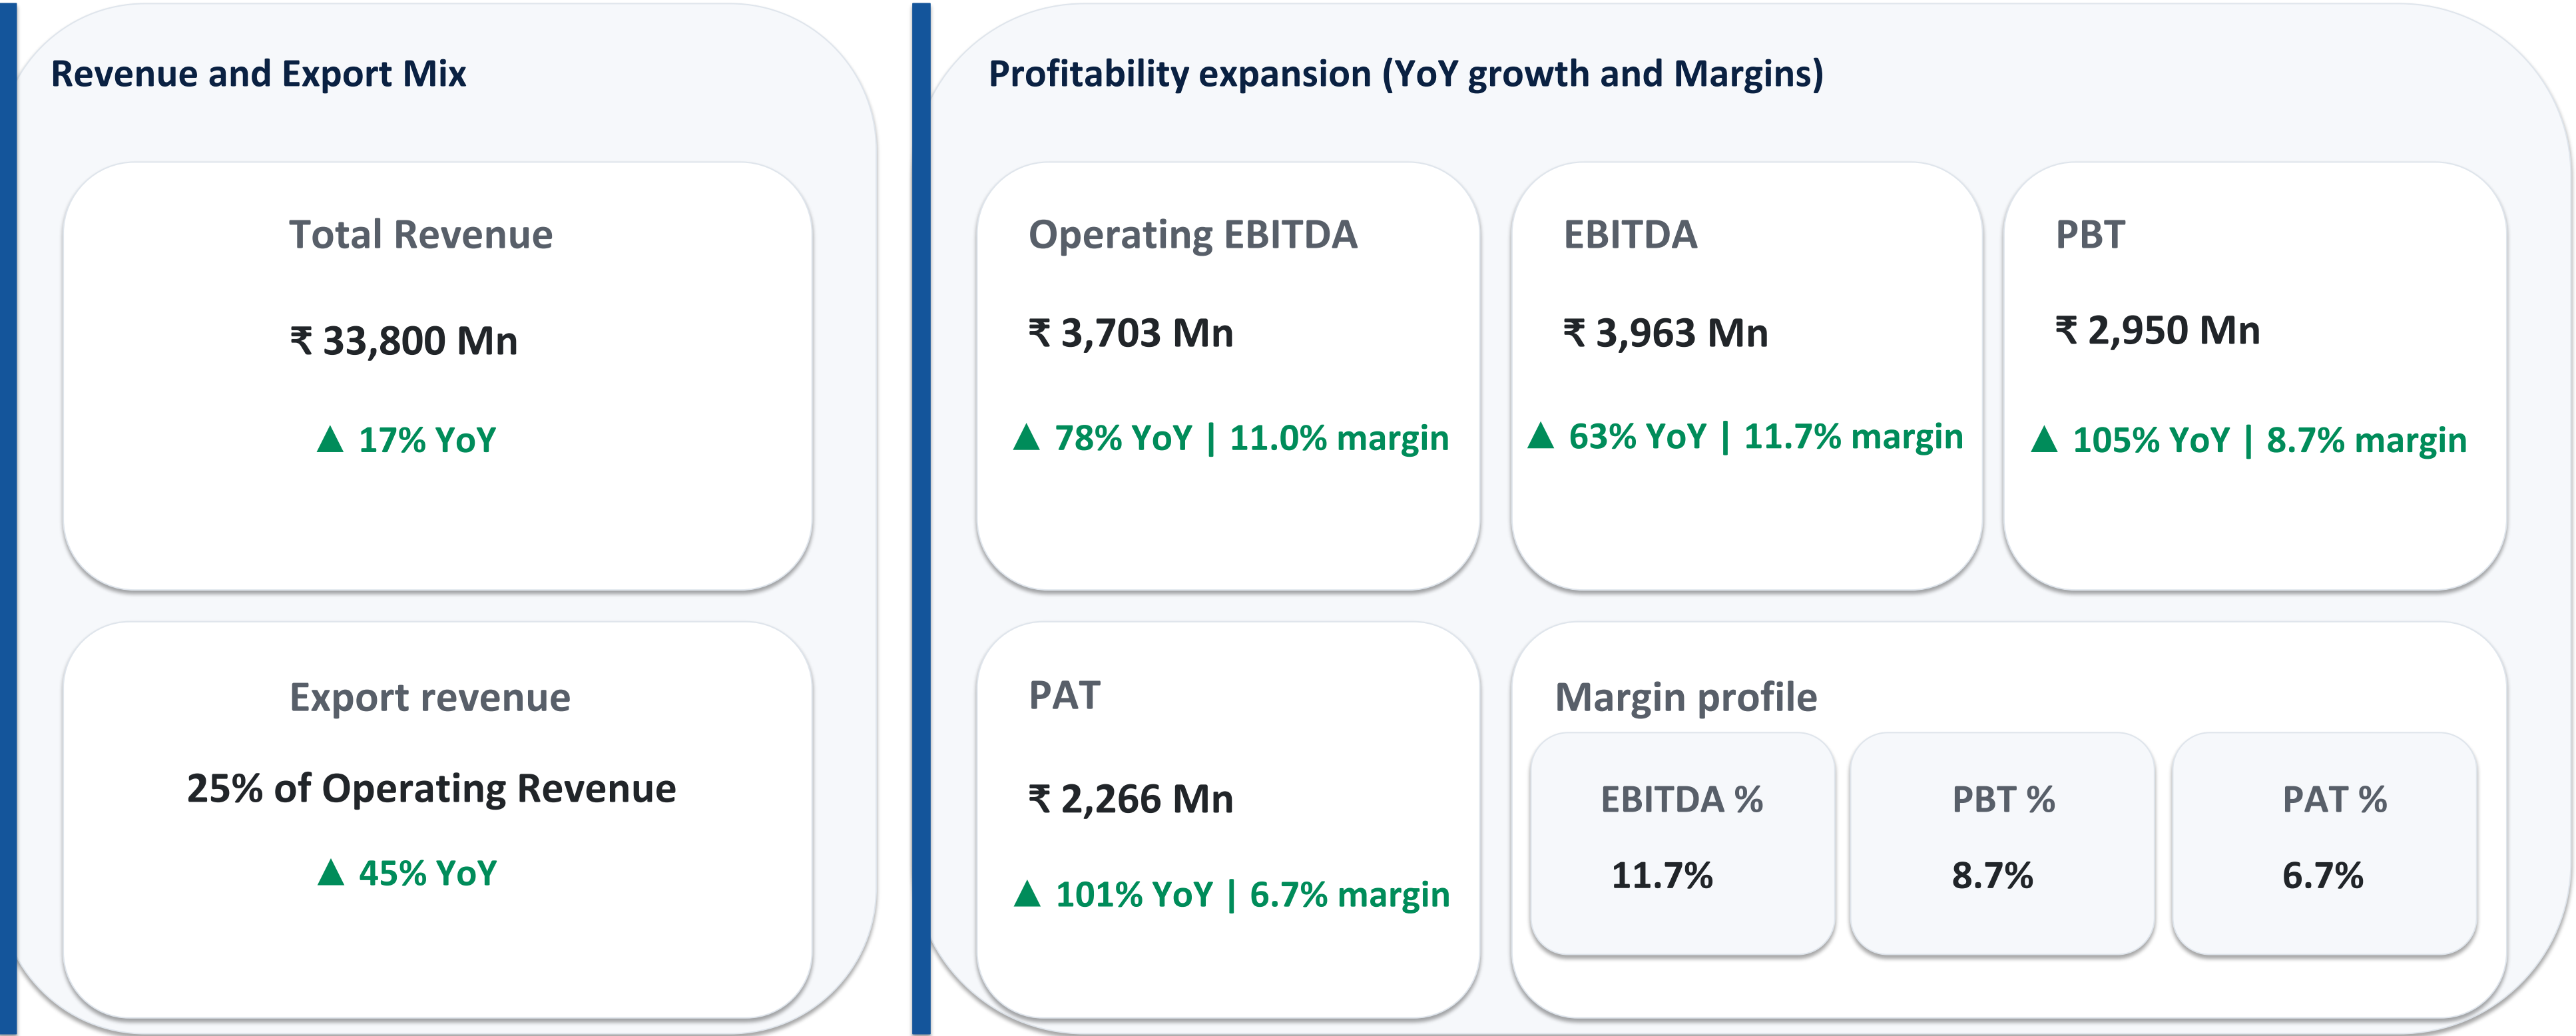 Revenue and Export Mix
Total Revenue
₹ 33,800 Mn
▲ 17% YoY
Export revenue
25% of Operating Revenue
▲ 45% YoY
Profitability expansion (YoY growth and Margins)
Operating EBITDA
₹ 3,703 Mn
▲ 78% YoY | 11.0% margin
EBITDA
₹ 3,963 Mn
▲ 63% YoY | 11.7% margin
PBT
₹ 2,950 Mn
▲ 105% YoY | 8.7% margin
PAT
₹ 2,266 Mn
▲ 101% YoY | 6.7% margin
Margin profile
EBITDA %
11.7%
PBT %
8.7%
PAT %
6.7%